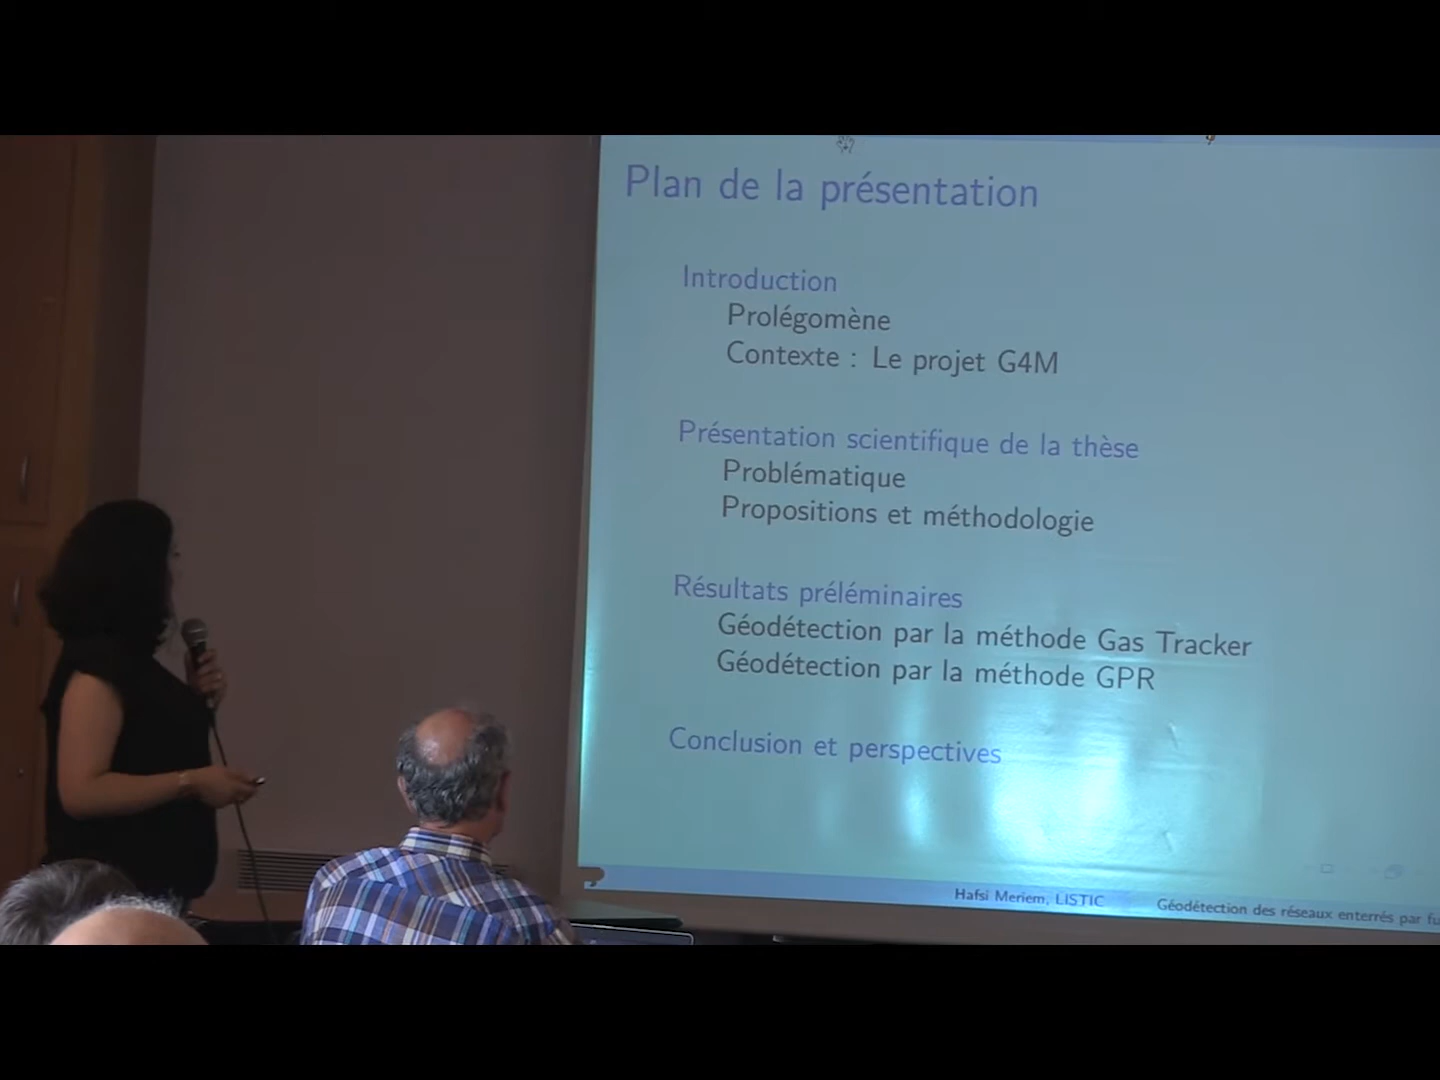 Plan de la présentation
Introduction
Prolégomène
Contexte : Le projet G4M
Présentation scientifique de la thèse
Problématique
Propositions et méthodologie
Résultats préléminaires
Géodétection par la méthode Gas Tracker
Géodétection par la méthode GPR
Conclusion et perspectives
Hafsi Meriem, LISTIC
Géodétection des réseaux enterrés par